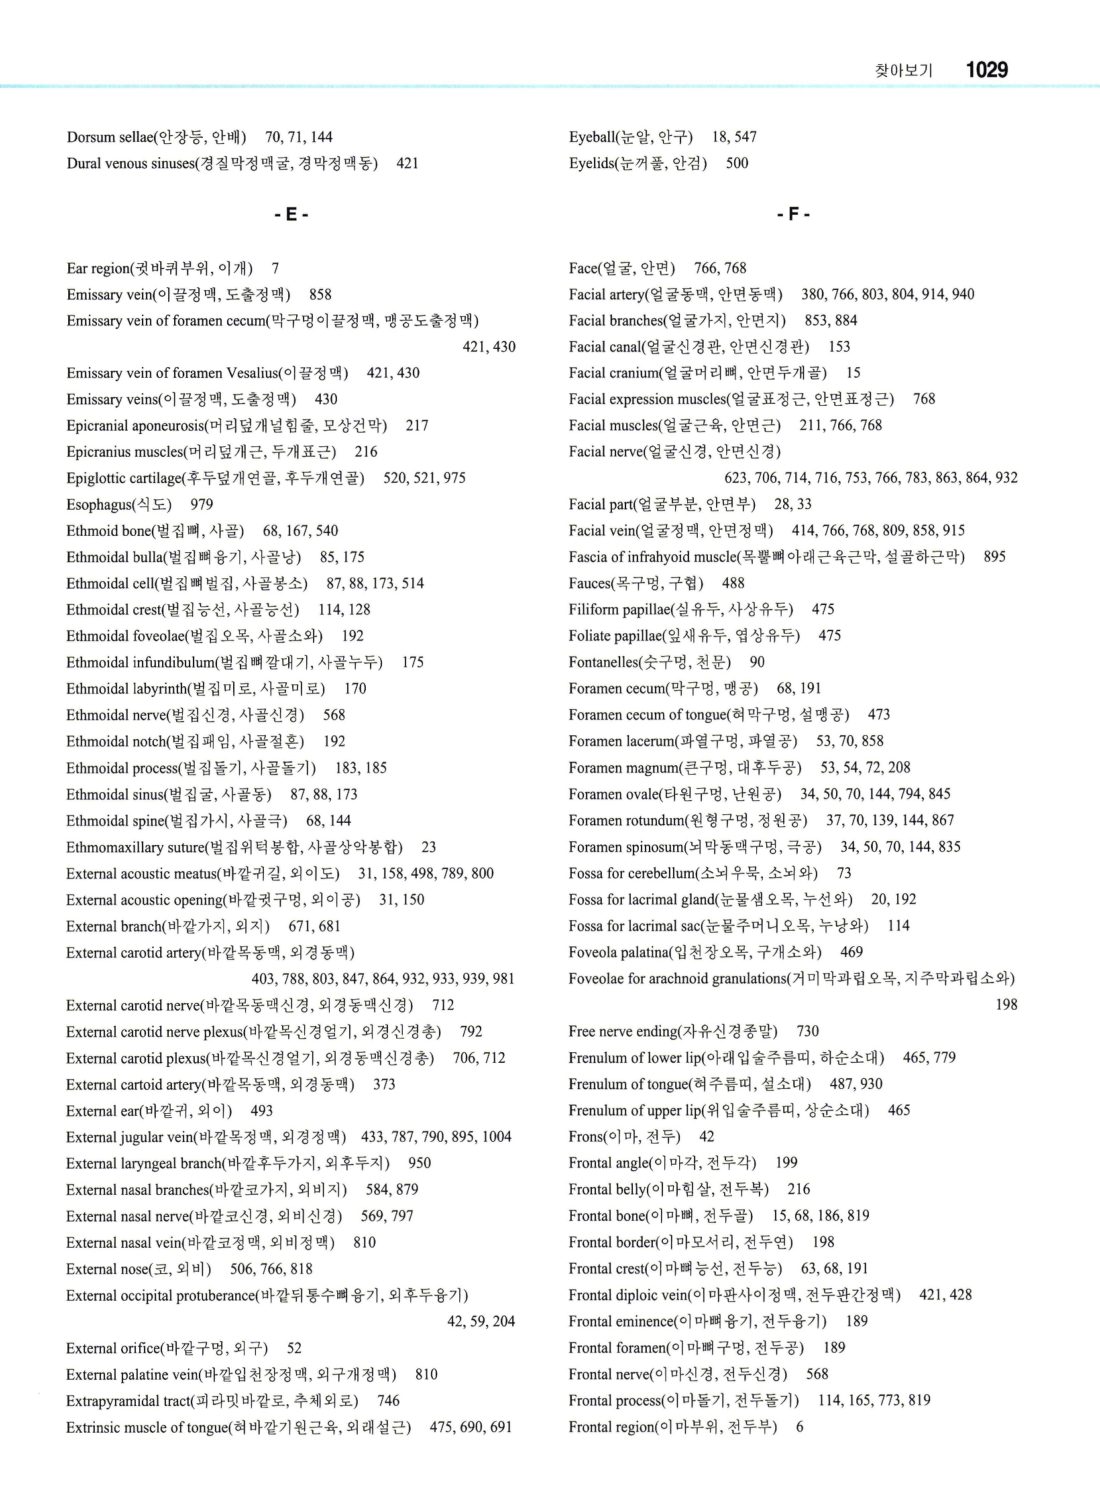 찾아보기 1029
Dorsum sellae(안장등, 안배) 70, 71, 144
Dural venous sinuses(경질막정맥굴, 경막정맥동) 421
- E -
Ear region(귓바퀴부위, 이개) 7
Emissary vein(이끌정맥, 도출정맥) 858
Emissary vein of foramen cecum(막구멍이끌정맥, 맹공도출정맥)
421, 430
Emissary vein of foramen Vesalius(이끌정맥) 421, 430
Emissary veins(이끌정맥, 도출정맥) 430
Epicranial aponeurosis(머리덮개널힘줄, 모상건막) 217
Epicranius muscles(머리덮개근, 두개표근) 216
Epiglottic cartilage(후두덮개연골, 후두개연골) 520, 521, 975
Esophagus(식도) 979
Ethmoid bone(벌집뼈, 사골) 68, 167, 540
Ethmoidal bulla(벌집뼈융기, 사골낭) 85, 175
Ethmoidal cell(벌집뼈벌집, 사골봉소) 87, 88, 173, 514
Ethmoidal crest(벌집능선, 사골능선) 114, 128
Ethmoidal foveolae(벌집오목, 사골소와) 192
Ethmoidal infundibulum(벌집뼈깔대기, 사골누두) 175
Ethmoidal labyrinth(벌집미로, 사골미로) 170
Ethmoidal nerve(벌집신경, 사골신경) 568
Ethmoidal notch(벌집패임, 사골절흔) 192
Ethmoidal process(벌집돌기, 사골돌기) 183, 185
Ethmoidal sinus(벌집굴, 사골동) 87, 88, 173
Ethmoidal spine(벌집가시, 사골극) 68, 144
Ethmomaxillary suture(벌집위턱봉합, 사골상악봉합) 23
External acoustic meatus(바깥귀길, 외이도) 31, 158, 498, 789, 800
External acoustic opening(바깥귓구멍, 외이공) 31, 150
External branch(바깥가지, 외지) 671, 681
External carotid artery(바깥목동맥, 외경동맥)
403, 788, 803, 847, 864, 932, 933, 939, 981
External carotid nerve(바깥목동맥신경, 외경동맥신경) 712
External carotid nerve plexus(바깥목신경얼기, 외경신경총) 792
External carotid plexus(바깥목신경얼기, 외경동맥신경총) 706, 712
External cartoid artery(바깥목동맥, 외경동맥) 373
External ear(바깥귀, 외이) 493
External jugular vein(바깥목정맥, 외경정맥) 433, 787, 790, 895, 1004
External laryngeal branch(바깥후두가지, 외후두지) 950
External nasal branches(바깥코가지, 외비지) 584, 879
External nasal nerve(바깥코신경, 외비신경) 569, 797
External nasal vein(바깥코정맥, 외비정맥) 810
External nose(코, 외비) 506, 766, 818
External occipital protuberance(바깥뒤통수뼈융기, 외후두융기)
42, 59, 204
External orifice(바깥구멍, 외구) 52
External palatine vein(바깥입천장정맥, 외구개정맥) 810
Extrapyramidal tract(피라밋바깥로, 추체외로) 746
Extrinsic muscle of tongue(혀바깥기원근육, 외래설근) 475, 690, 691
Eyeball(눈알, 안구) 18, 547
Eyelids(눈꺼풀, 안검) 500
- F -
Face(얼굴, 안면) 766, 768
Facial artery(얼굴동맥, 안면동맥) 380, 766, 803, 804, 914, 940
Facial branches(얼굴가지, 안면지) 853, 884
Facial canal(얼굴신경관, 안면신경관) 153
Facial cranium(얼굴머리뼈, 안면두개골) 15
Facial expression muscles(얼굴표정근, 안면표정근) 768
Facial muscles(얼굴근육, 안면근) 211, 766, 768
Facial nerve(얼굴신경, 안면신경)
623, 706, 714, 716, 753, 766, 783, 863, 864, 932
Facial part(얼굴부분, 안면부) 28, 33
Facial vein(얼굴정맥, 안면정맥) 414, 766, 768, 809, 858, 915
Fascia of infrahyoid muscle(목뿔뼈아래근육근막, 설골하근막) 895
Fauces(목구멍, 구협) 488
Filiform papillae(실유두, 사상유두) 475
Foliate papillae(잎새유두, 엽상유두) 475
Fontanelles(숫구멍, 천문) 90
Foramen cecum(막구멍, 맹공) 68, 191
Foramen cecum of tongue(혀막구멍, 설맹공) 473
Foramen lacerum(파열구멍, 파열공) 53, 70, 858
Foramen magnum(큰구멍, 대후두공) 53, 54, 72, 208
Foramen ovale(타원구멍, 난원공) 34, 50, 70, 144, 794, 845
Foramen rotundum(원형구멍, 정원공) 37, 70, 139, 144, 867
Foramen spinosum(뇌막동맥구멍, 극공) 34, 50, 70, 144, 835
Fossa for cerebellum(소뇌우묵, 소뇌와) 73
Fossa for lacrimal gland(눈물샘오목, 누선와) 20, 192
Fossa for lacrimal sac(눈물주머니오목, 누낭와) 114
Foveola palatina(입천장오목, 구개소와) 469
Foveolae for arachnoid granulations(거미막과립오목, 지주막과립소와)
198
Free nerve ending(자유신경종말) 730
Frenulum of lower lip(아래입술주름띠, 하순소대) 465, 779
Frenulum of tongue(혀주름띠, 설소대) 487, 930
Frenulum of upper lip(위입술주름띠, 상순소대) 465
Frons(이마, 전두) 42
Frontal angle(이마각, 전두각) 199
Frontal belly(이마힘살, 전두복) 216
Frontal bone(이마뼈, 전두골) 15, 68, 186, 819
Frontal border(이마모서리, 전두연) 198
Frontal crest(이마뼈능선, 전두능) 63, 68, 191
Frontal diploic vein(이마판사이정맥, 전두판간정맥) 421, 428
Frontal eminence(이마뼈융기, 전두융기) 189
Frontal foramen(이마뼈구멍, 전두공) 189
Frontal nerve(이마신경, 전두신경) 568
Frontal process(이마돌기, 전두돌기) 114, 165, 773, 819
Frontal region(이마부위, 전두부) 6